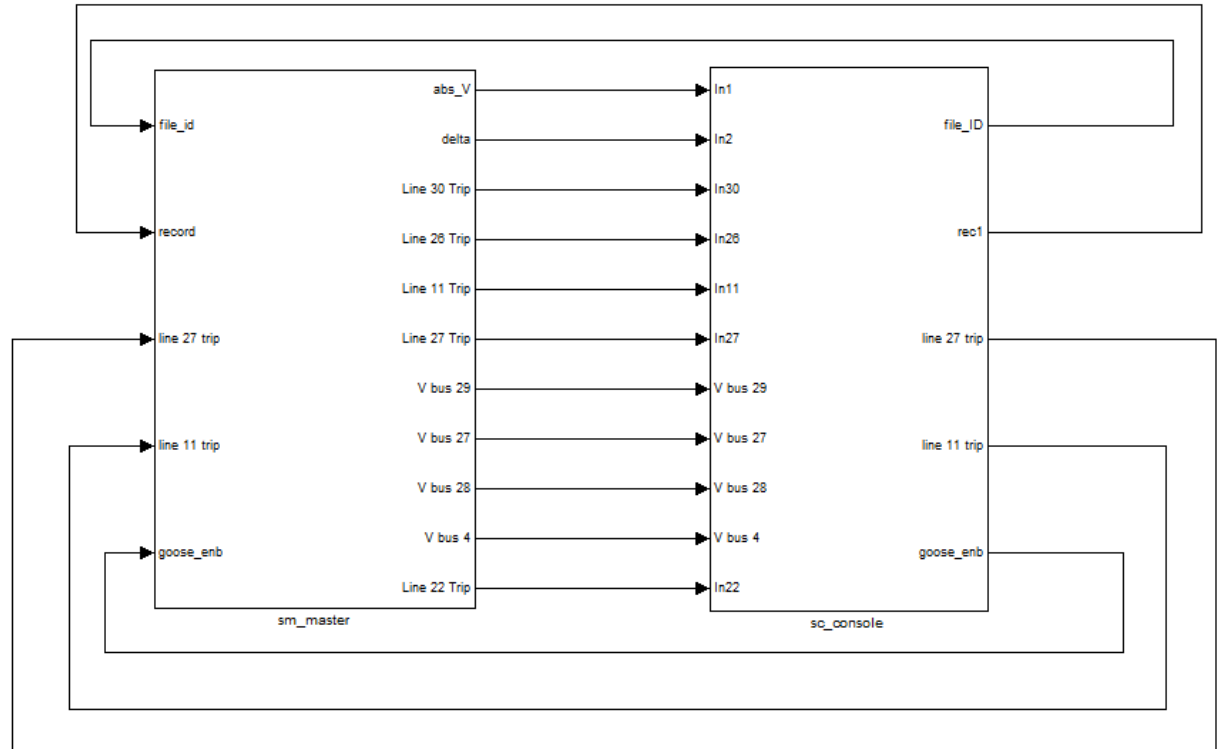 abs_V
In1
file_id
file_ID
delta
In2
Line 30 Trip
In30
record
Line 26 Trip
In26
rec1
Line 11 Trip
In11
line 27 trip
Line 27 Trip
In27
line 27 trip
V bus 29
V bus 29
line 11 trip
V bus 27
V bus 27
line 11 trip
V bus 28
V bus 28
V bus 4
V bus 4
goose_enb
goose_enb
Line 22 Trip
In22
sm_master
sc_console